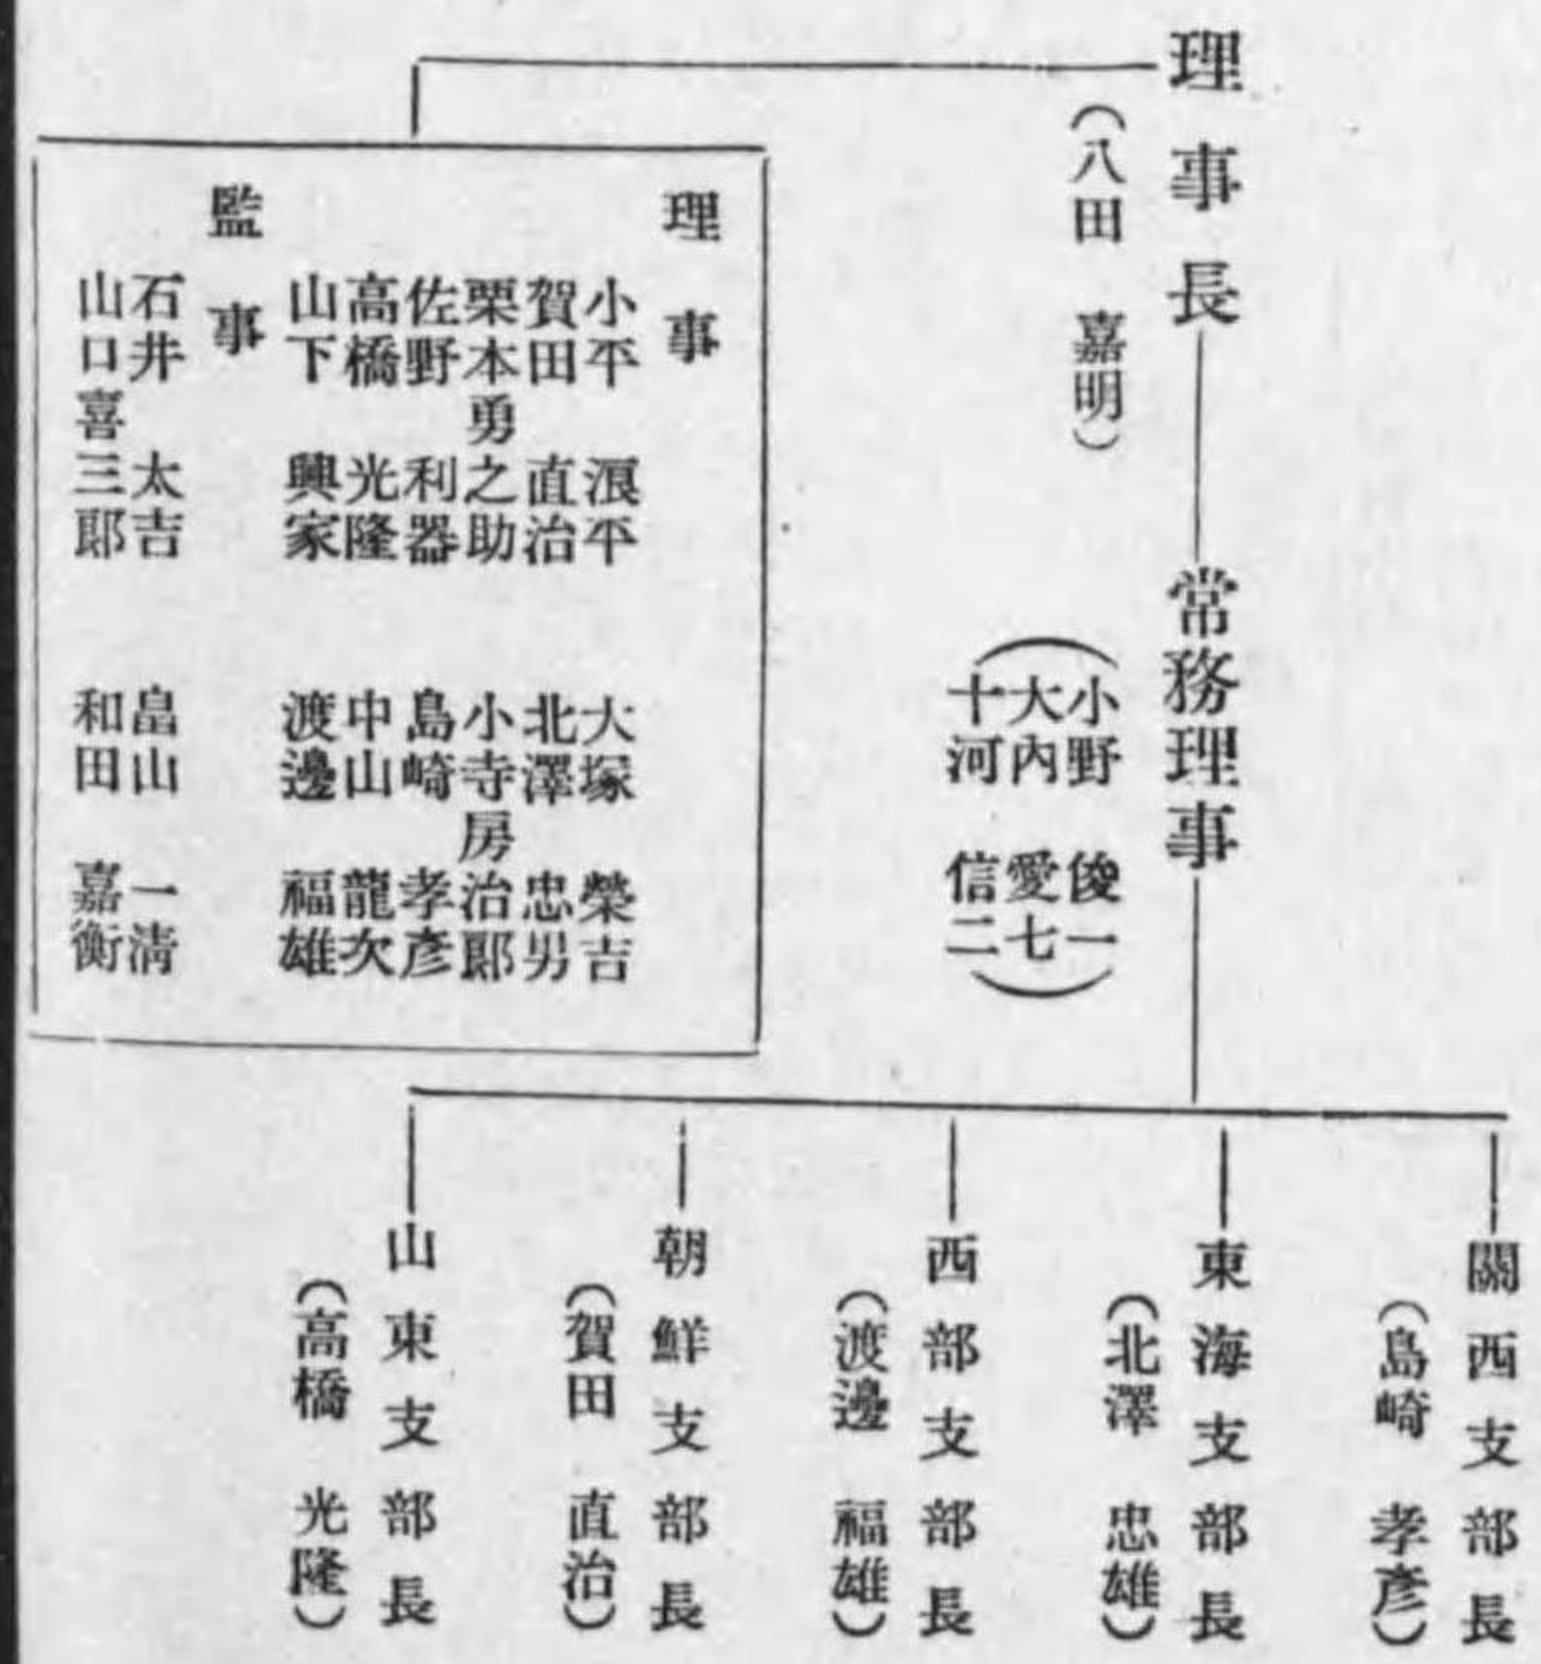 理事長
(八田 嘉明)
常務理事
(小野 俊一
大內 愛七
十河 信二)
理事
小平 浪平
賀田 直治
栗本勇之助
佐野 利器
高橋 光隆
山下 興家
大塚 榮吉
北澤 忠男
小寺房治郎
島崎 孝彥
中山 龍次
渡邊 福雄
監事
石井 太吉
山口喜三郎
畠山 一淸
和田 嘉衡
關西支部長
(島崎 孝彥)
東海支部長
(北澤 忠雄)
西部支部長
(渡邊 福雄)
朝鮮支部長
(賀田 直治)
山東支部長
(高橋 光隆)